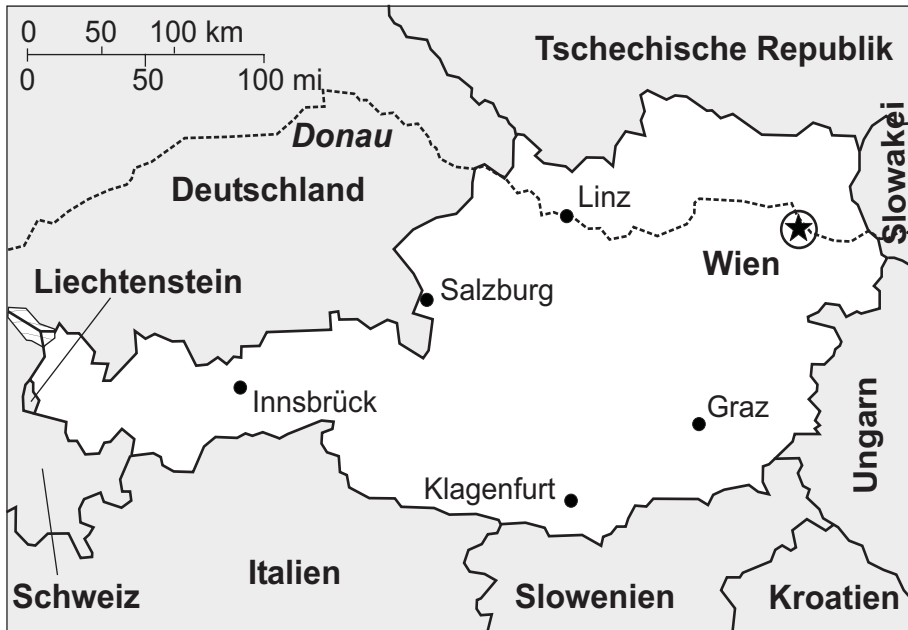 0 50 100 km
0 50 100 mi
Tschechische Republik
Donau
Deutschland
Slowakei
Linz
Wien
Liechtenstein
Salzburg
Innsbrück
Graz
Ungarn
Klagenfurt
Italien
Schweiz
Slowenien
Kroatien